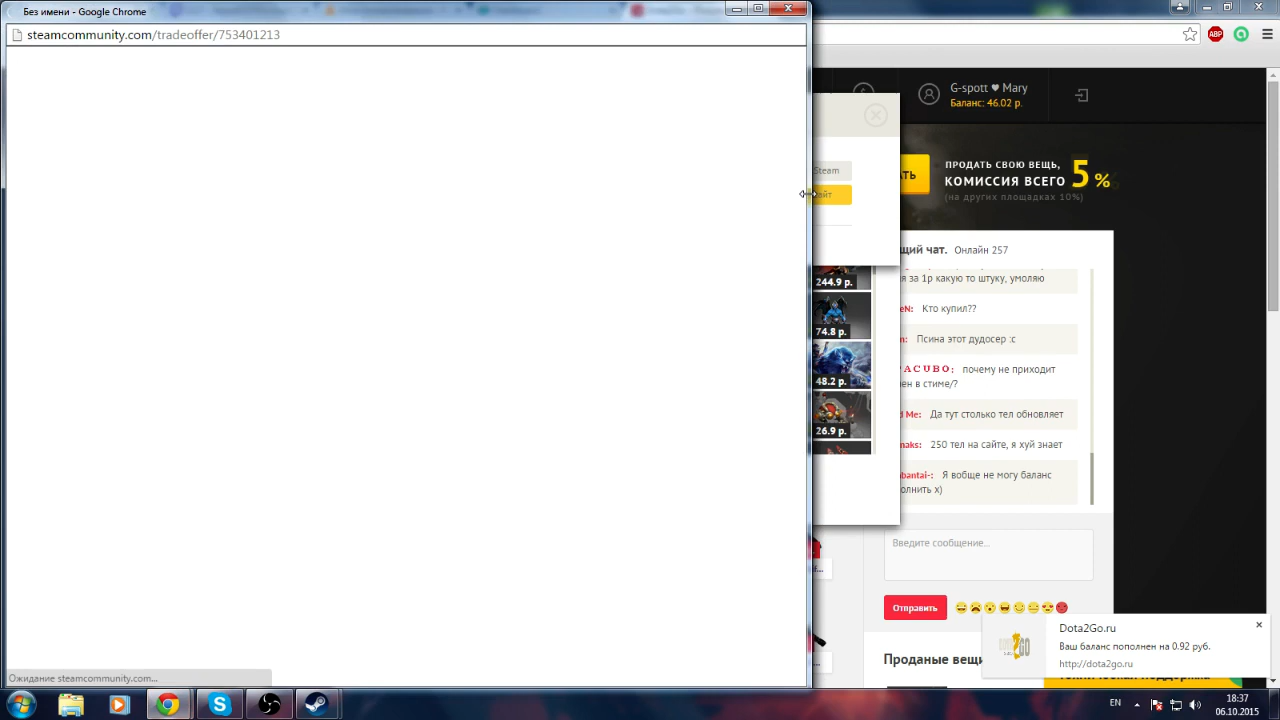 Без имени - Google Chrome
steamcommunity.com/tradeoffer/753401213
ABP
G-spott ♥ Mary
Баланс: 46.02 р.
Steam
ПРОДАТЬ СВОЮ ВЕЩЬ,
КОМИССИЯ ВСЕГО 5 %
(на других площадках 10%)
Онлайн 257
244.9 р.
74.8 р.
48.2 р.
26.9 р.
за 1р какую то штуку, умоляю
Кто купил??
Псина этот дудосер :с
почему не приходит
в стиме/?
Me: Да тут столько тел обновляет
250 тел на сайте, я хуй знает
Я вобще не могу баланс
х)
Введите сообщение...
Отправить
Dota2Go.ru
Ваш баланс пополнен на 0.92 руб.
http://dota2go.ru
Проданые вещи
Ожидание steamcommunity.com...
EN
18:37
06.10.2015